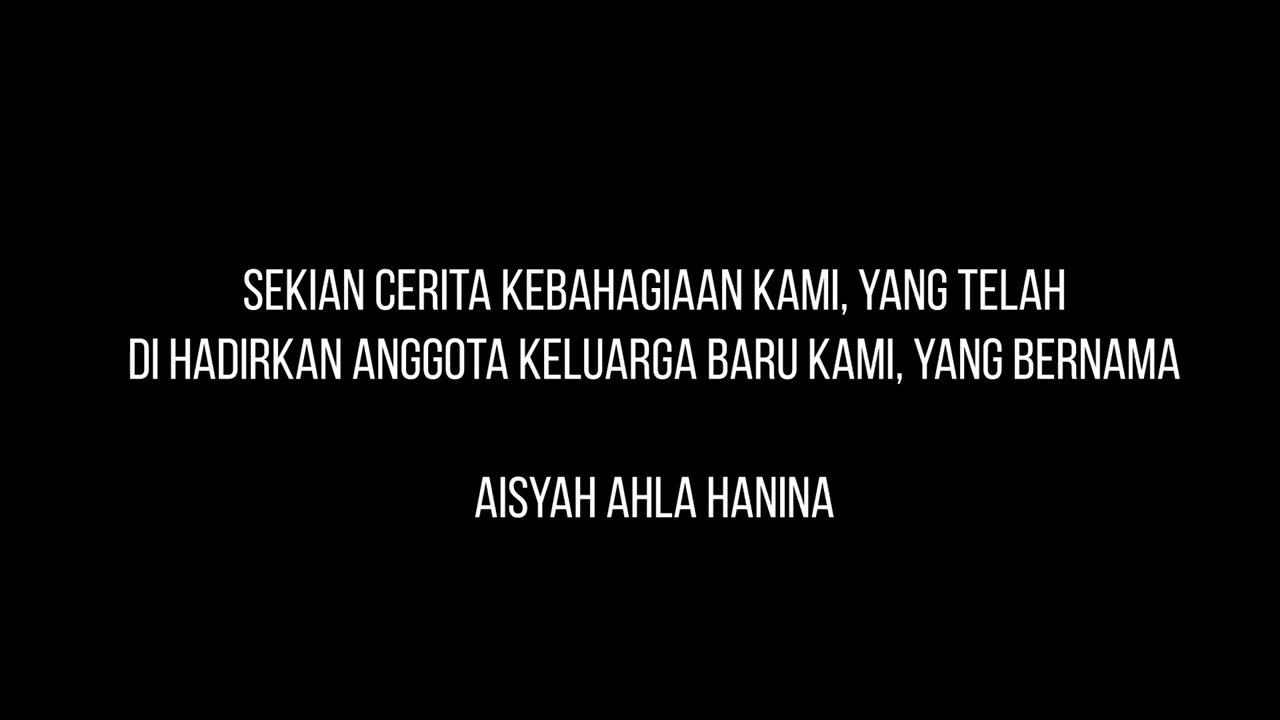 SEKIAN CERITA KEBAHAGIAAN KAMI, YANG TELAH
DI HADIRKAN ANGGOTA KELUARGA BARU KAMI, YANG BERNAMA
AISYAH AHLA HANINA